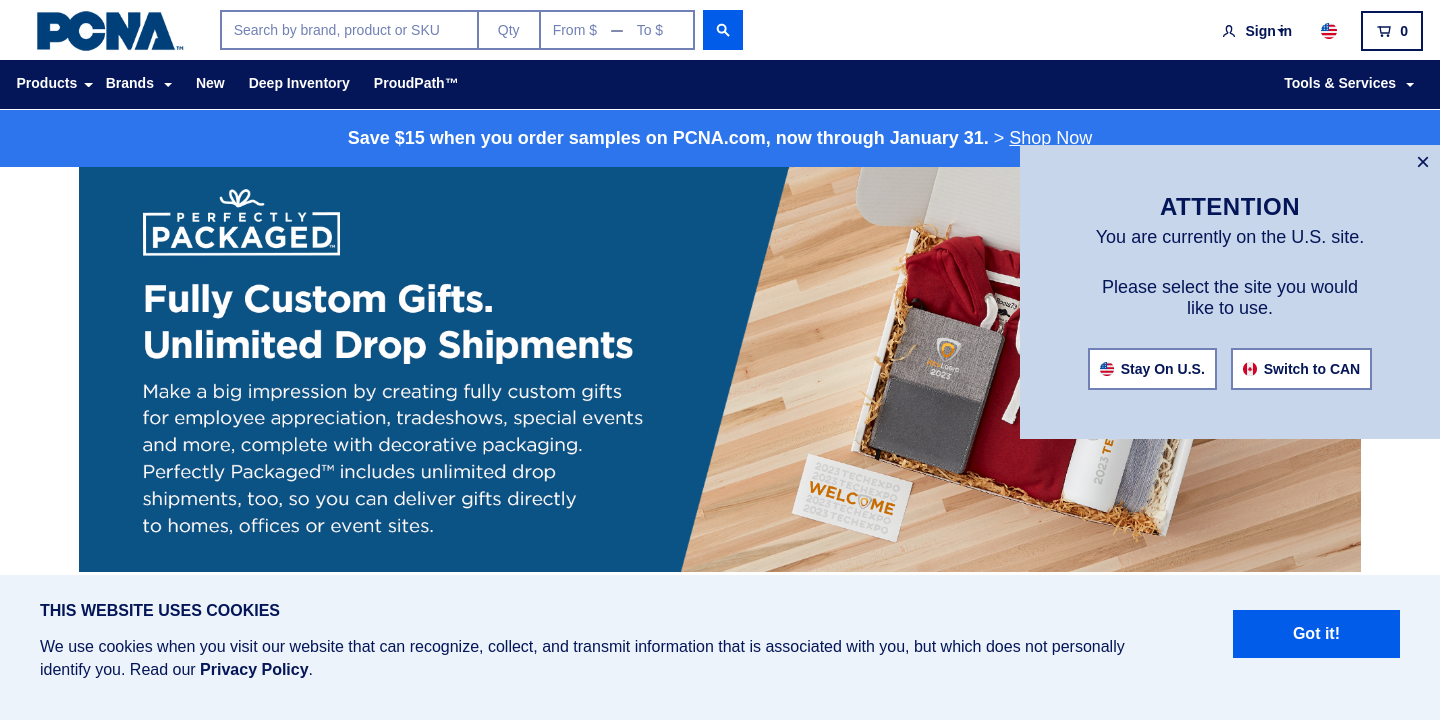 PCNA™
Search by brand, product or SKU
Qty
From $ — To $
Sign in
0
Products
Brands
New
Deep Inventory
ProudPath™
Tools & Services
Save $15 when you order samples on PCNA.com, now through January 31. > Shop Now
PERFECTLY
PACKAGED™
Fully Custom Gifts.
Unlimited Drop Shipments
Make a big impression by creating fully custom gifts
for employee appreciation, tradeshows, special events
and more, complete with decorative packaging.
Perfectly Packaged™ includes unlimited drop
shipments, too, so you can deliver gifts directly
to homes, offices or event sites.
2023
2023 TECHEXPO
2023 TECHEXPO
WELCOME
2023 TECHEXPO
2023 TECHEXPO
2023
×
ATTENTION
You are currently on the U.S. site.
Please select the site you would
like to use.
Stay On U.S.
Switch to CAN
THIS WEBSITE USES COOKIES
We use cookies when you visit our website that can recognize, collect, and transmit information that is associated with you, but which does not personally
identify you. Read our Privacy Policy.
Got it!